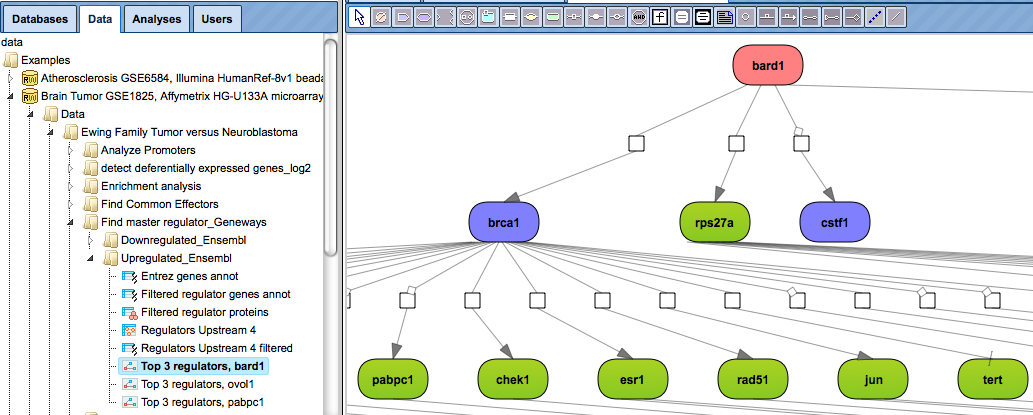 Databases
Data
Analyses
Users
data
Examples
Atherosclerosis GSE6584, Illumina HumanRef-8v1 beada
Brain Tumor GSE1825, Affymetrix HG-U133A microarray
Data
Ewing Family Tumor versus Neuroblastoma
Analyze Promoters
detect deferentially expressed genes_log2
Enrichment analysis
Find Common Effectors
Find master regulator_Geneways
Downregulated_Ensembl
Upregulated_Ensembl
Entrez genes annot
Filtered regulator genes annot
Filtered regulator proteins
Regulators Upstream 4
Regulators Upstream 4 filtered
Top 3 regulators, bard1
Top 3 regulators, ovol1
Top 3 regulators, pabpc1
AND
f
bard1
brca1
rps27a
cstf1
pabpc1
chek1
esr1
rad51
jun
tert